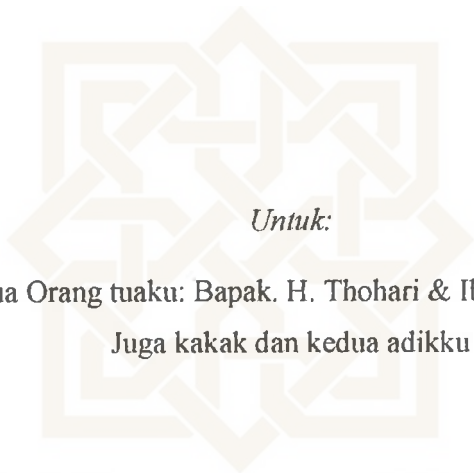 Untuk:
Orang tuaku: Bapak. H. Thohari &
Juga kakak dan kedua adikku